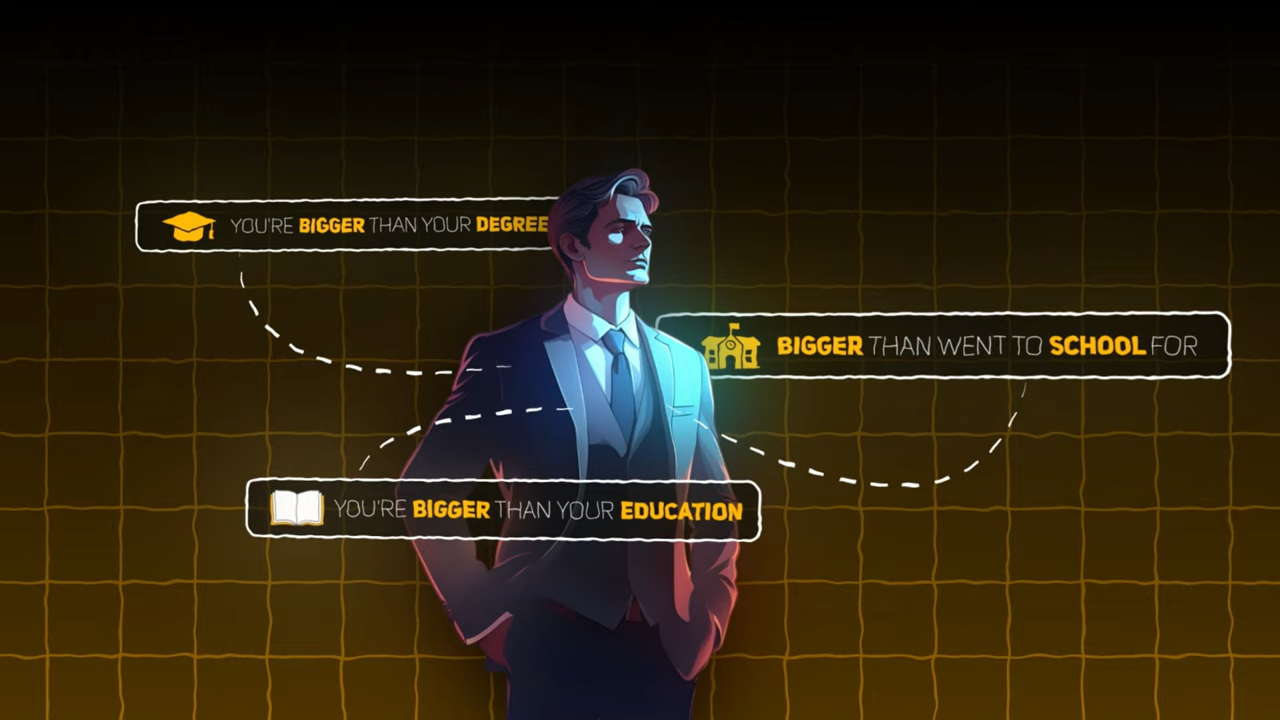 YOU'RE BIGGER THAN YOUR DEGREE
BIGGER THAN WENT TO SCHOOL FOR
YOU'RE BIGGER THAN YOUR EDUCATION